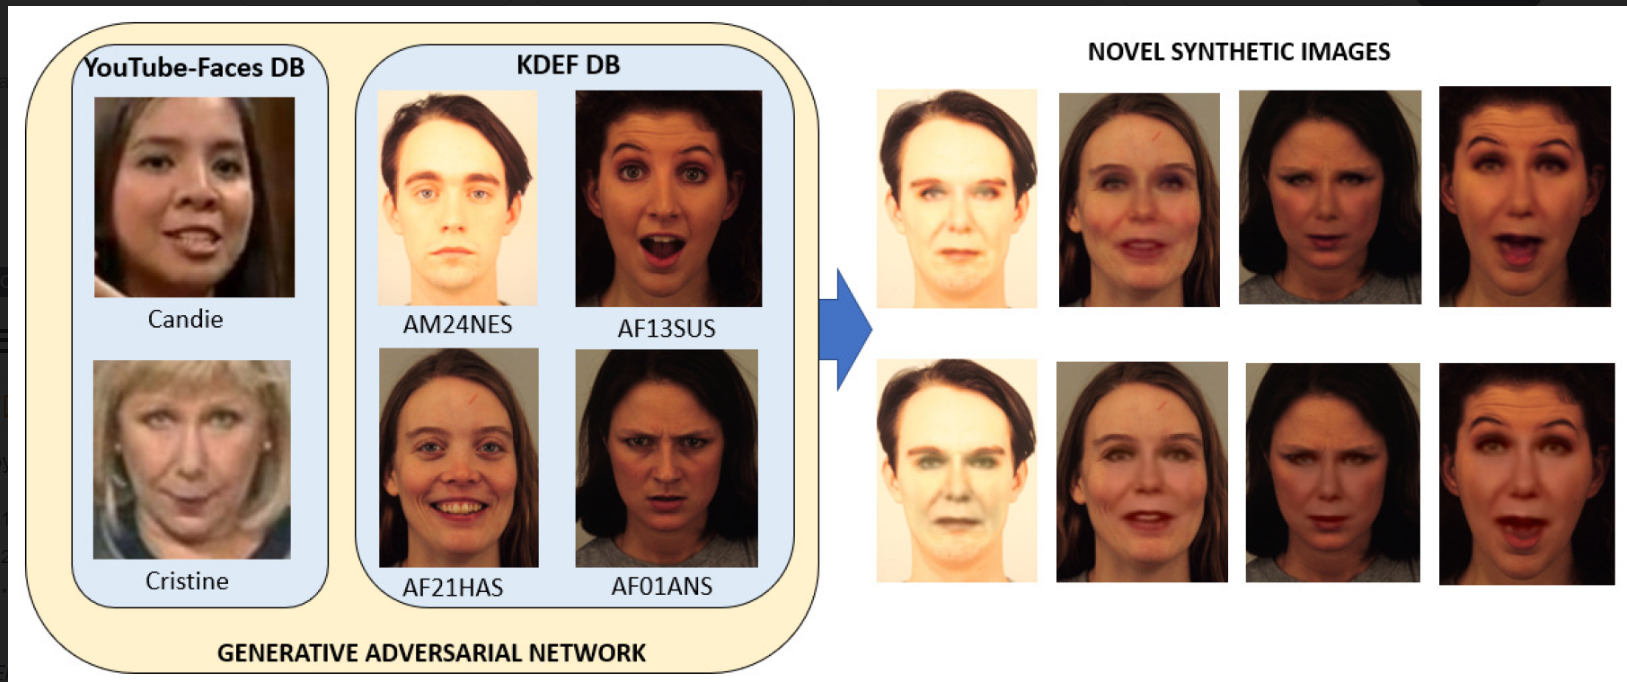 YouTube-Faces DB
Candie
Cristine
KDEF DB
AM24NES
AF13SUS
AF21HAS
AF01ANS
GENERATIVE ADVERSARIAL NETWORK
NOVEL SYNTHETIC IMAGES